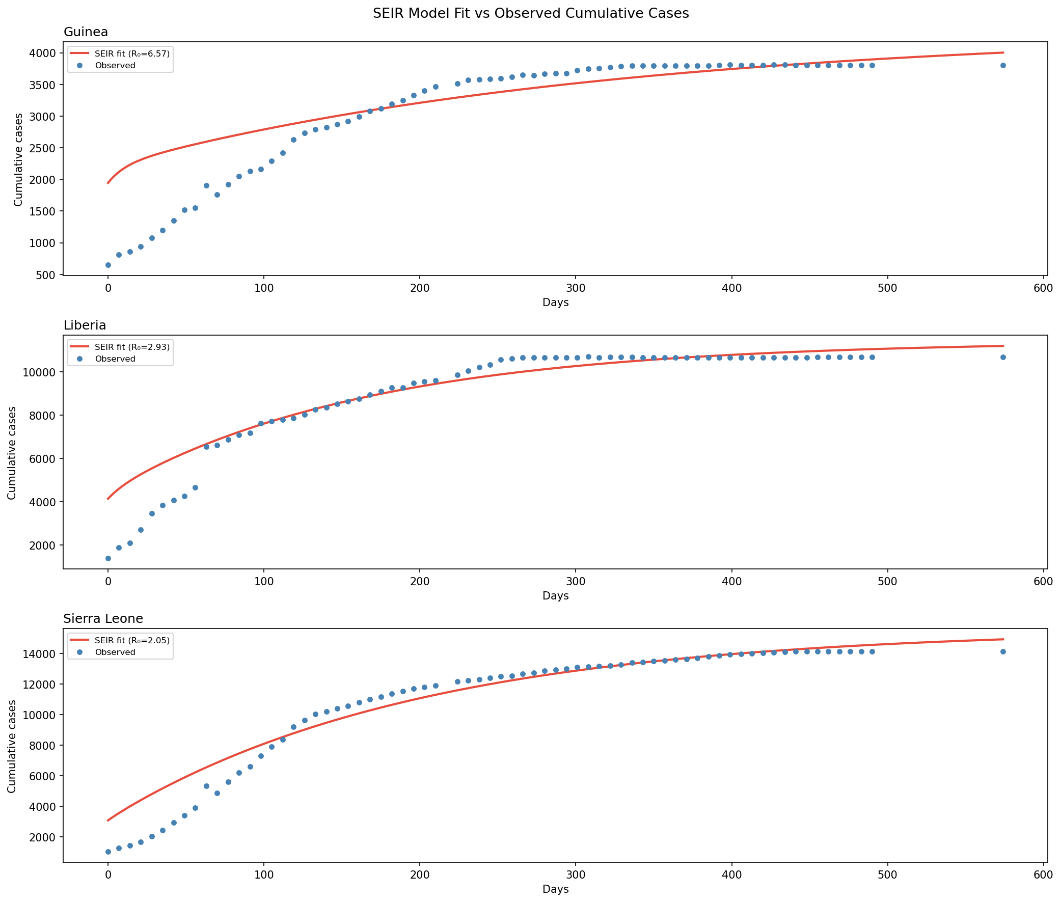 SEIR Model Fit vs Observed Cumulative Cases
Guinea
SEIR fit (R₀=6.57)
Observed
Cumulative cases
4000
3500
3000
2500
2000
1500
1000
500
0 100 200 300 400 500 600
Days
Liberia
SEIR fit (R₀=2.93)
Observed
Cumulative cases
10000
8000
6000
4000
2000
0 100 200 300 400 500 600
Days
Sierra Leone
SEIR fit (R₀=2.05)
Observed
Cumulative cases
14000
12000
10000
8000
6000
4000
2000
0 100 200 300 400 500 600
Days